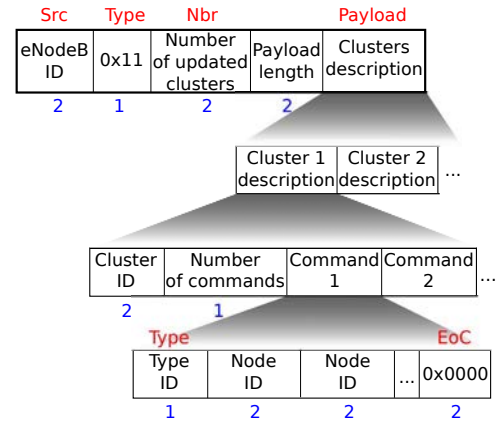 Src Type Nbr Payload
eNodeB ID 0x11 Number of updated clusters Payload length Clusters description
2 1 2 2
Cluster 1 description Cluster 2 description ...
Cluster ID Number of commands Command 1 Command 2 ...
2 1
Type EoC
Type ID Node ID Node ID ... 0x0000
1 2 2 2